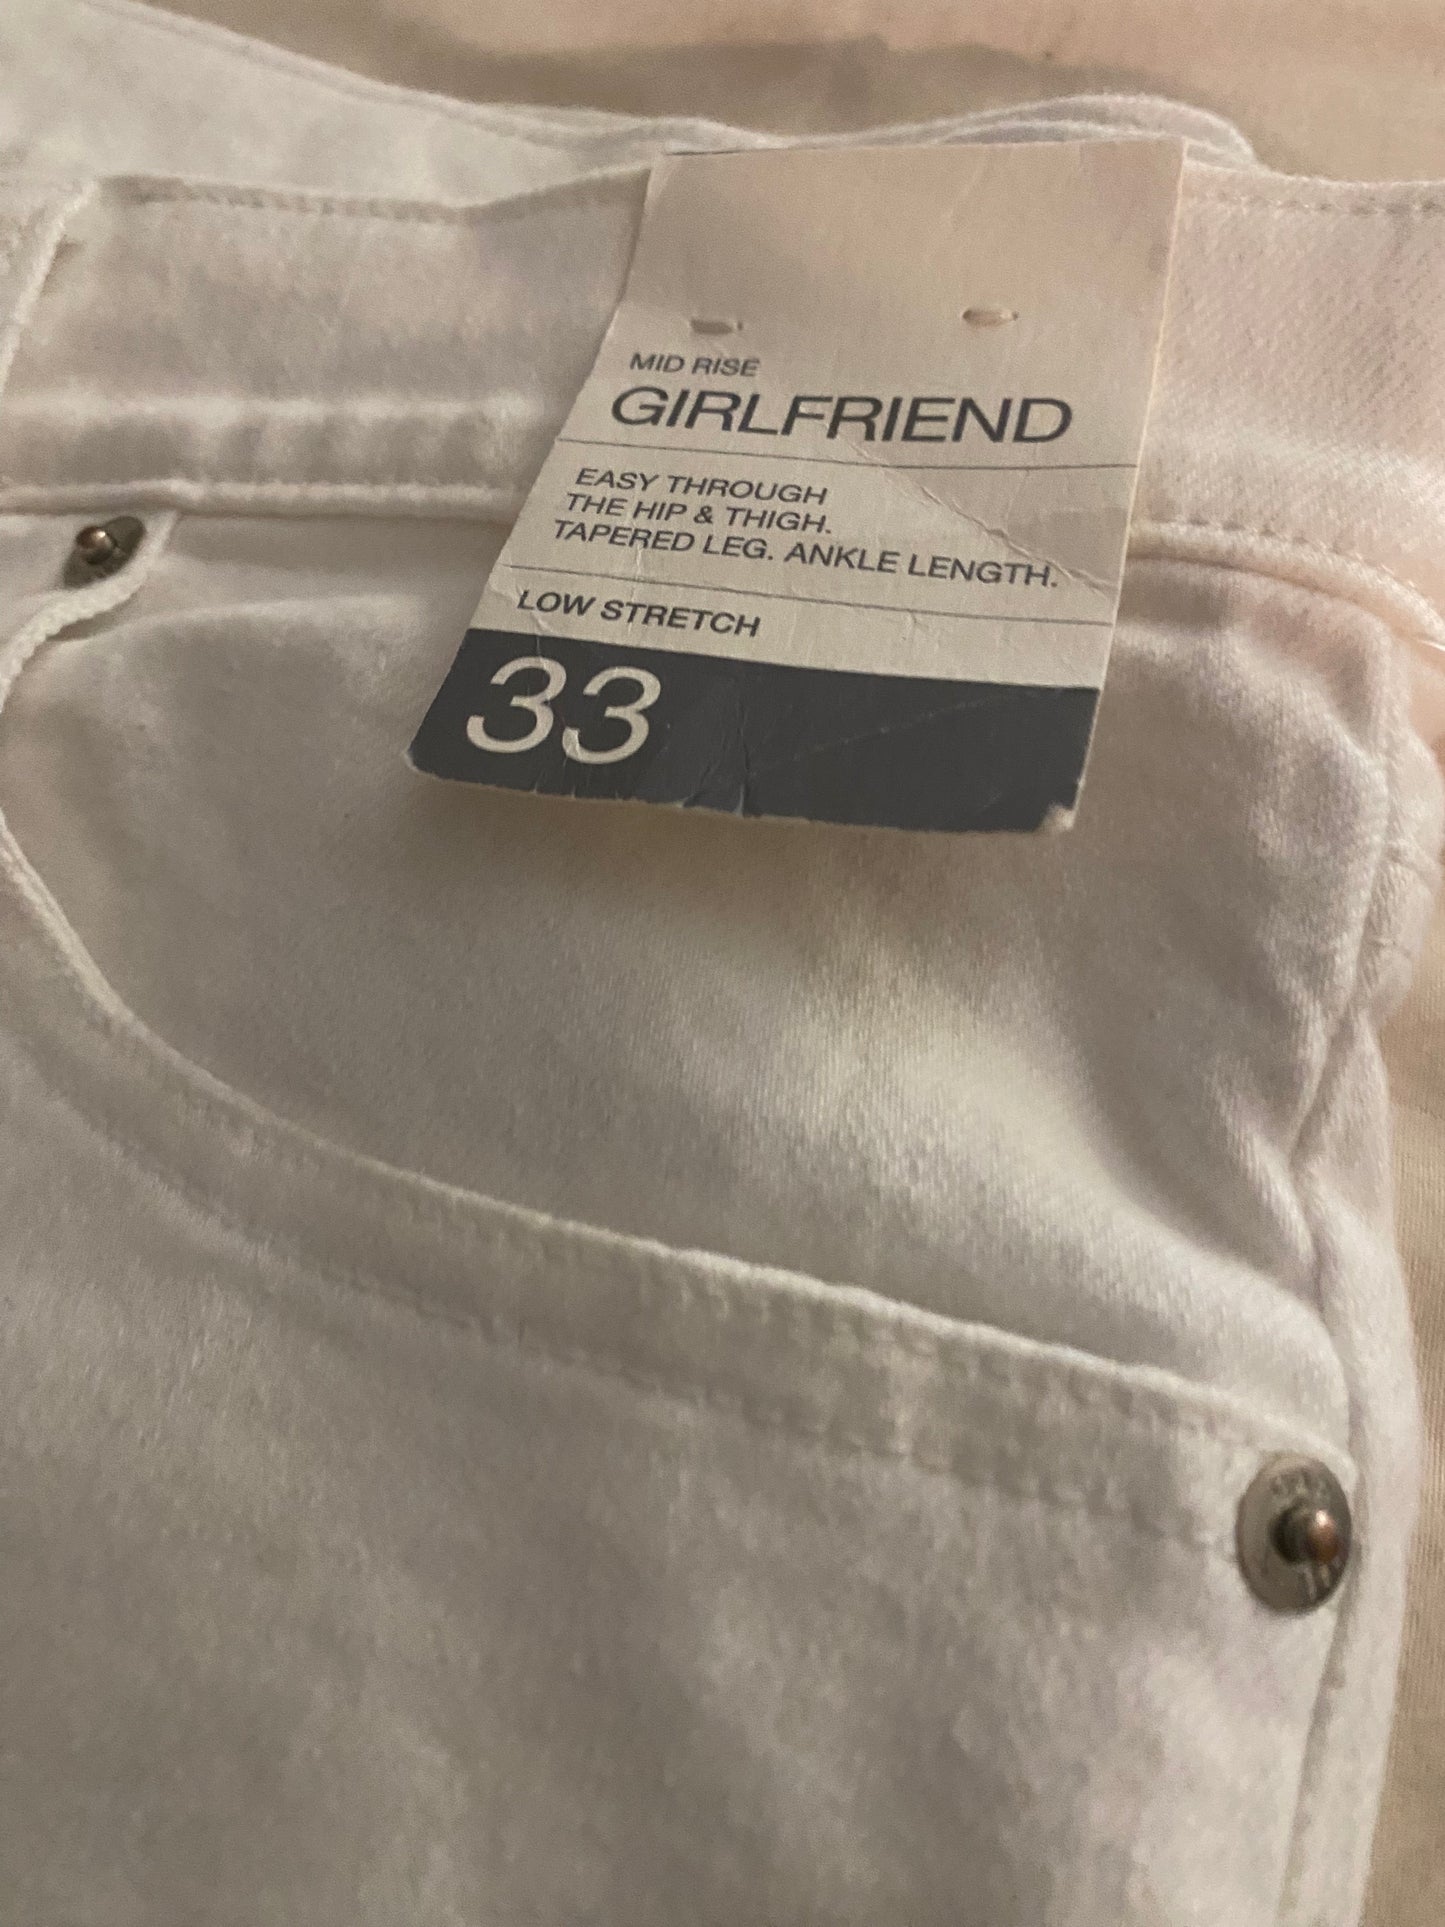 MID RISE
GIRLFRIEND
EASY THROUGH
THE HIP & THIGH.
TAPERED LEG. ANKLE LENGTH.
LOW STRETCH
33